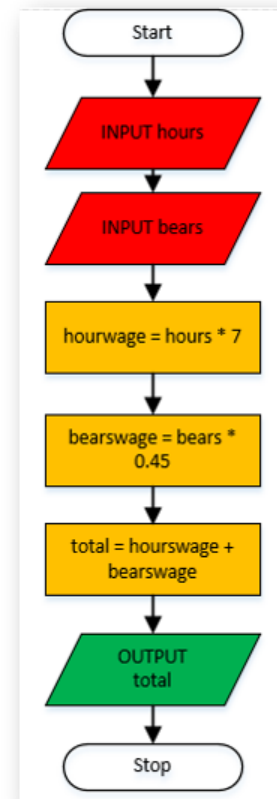 Start
INPUT hours
INPUT bears
hourwage = hours * 7
bearswage = bears *
0.45
total = hourswage +
bearswage
OUTPUT
total
Stop